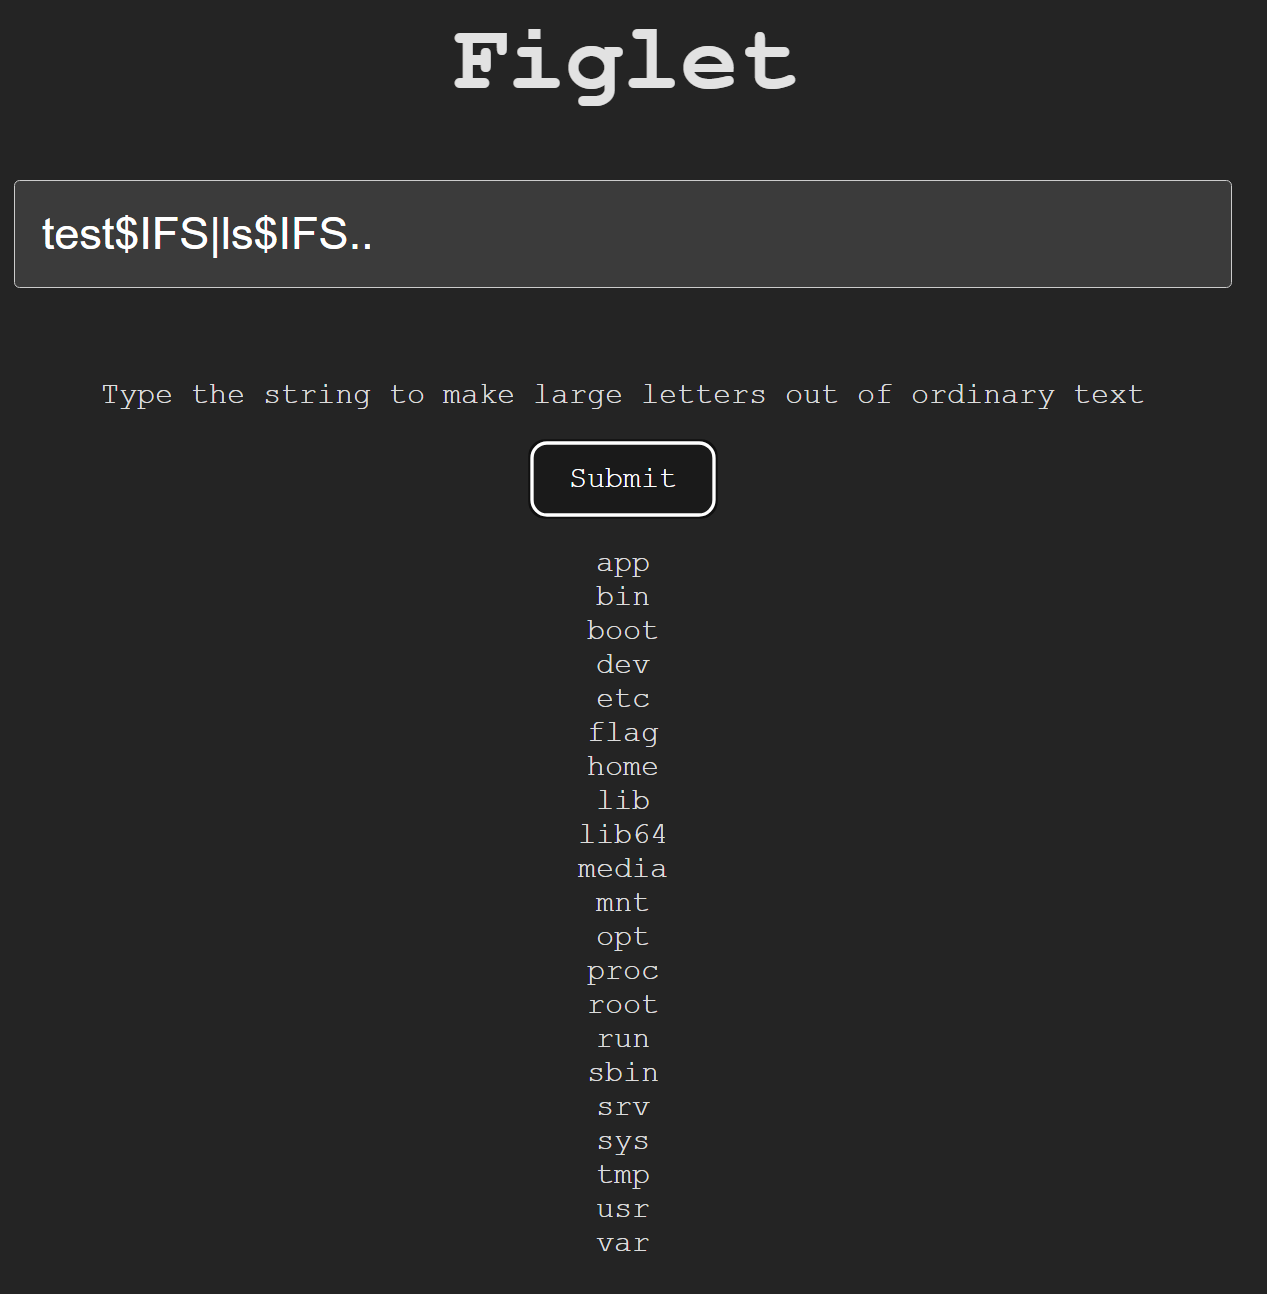 Figlet
test$IFS|ls$IFS..
Type the string to make large letters out of ordinary text
Submit
app
bin
boot
dev
etc
flag
home
lib
lib64
media
mnt
opt
proc
root
run
sbin
srv
sys
tmp
usr
var